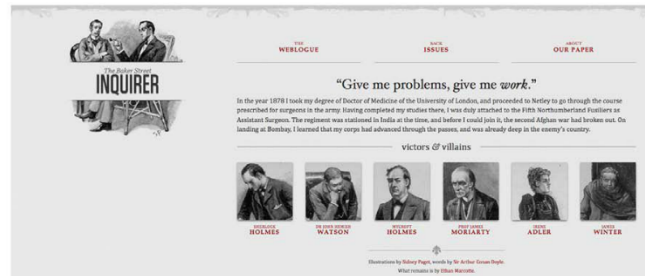 The Baker Street
INQUIRER
THE
WEBLOGUE
BACK
ISSUES
ABOUT
OUR PAPER
“Give me problems, give me work.”
In the year 1878 I took my degree of Doctor of Medicine of the University of London, and proceeded to Netley to go through the course
prescribed for surgeons in the army. Having completed my studies there, I was duly attached to the Fifth Northumberland Fusiliers as
Assistant Surgeon. The regiment was stationed in India at the time, and before I could join it, the second Afghan war had broken out. On
landing at Bombay, I learned that my corps had advanced through the passes, and was already deep in the enemy’s country.
victors & villains
SHERLOCK
HOLMES
DR JOHN HAMISH
WATSON
MYCROFT
HOLMES
PROF JAMES
MORIARTY
IRENE
ADLER
JAMES
WINTER
Illustrations by Sidney Paget, words by Sir Arthur Conan Doyle.
What remains is by Ethan Marcotte.